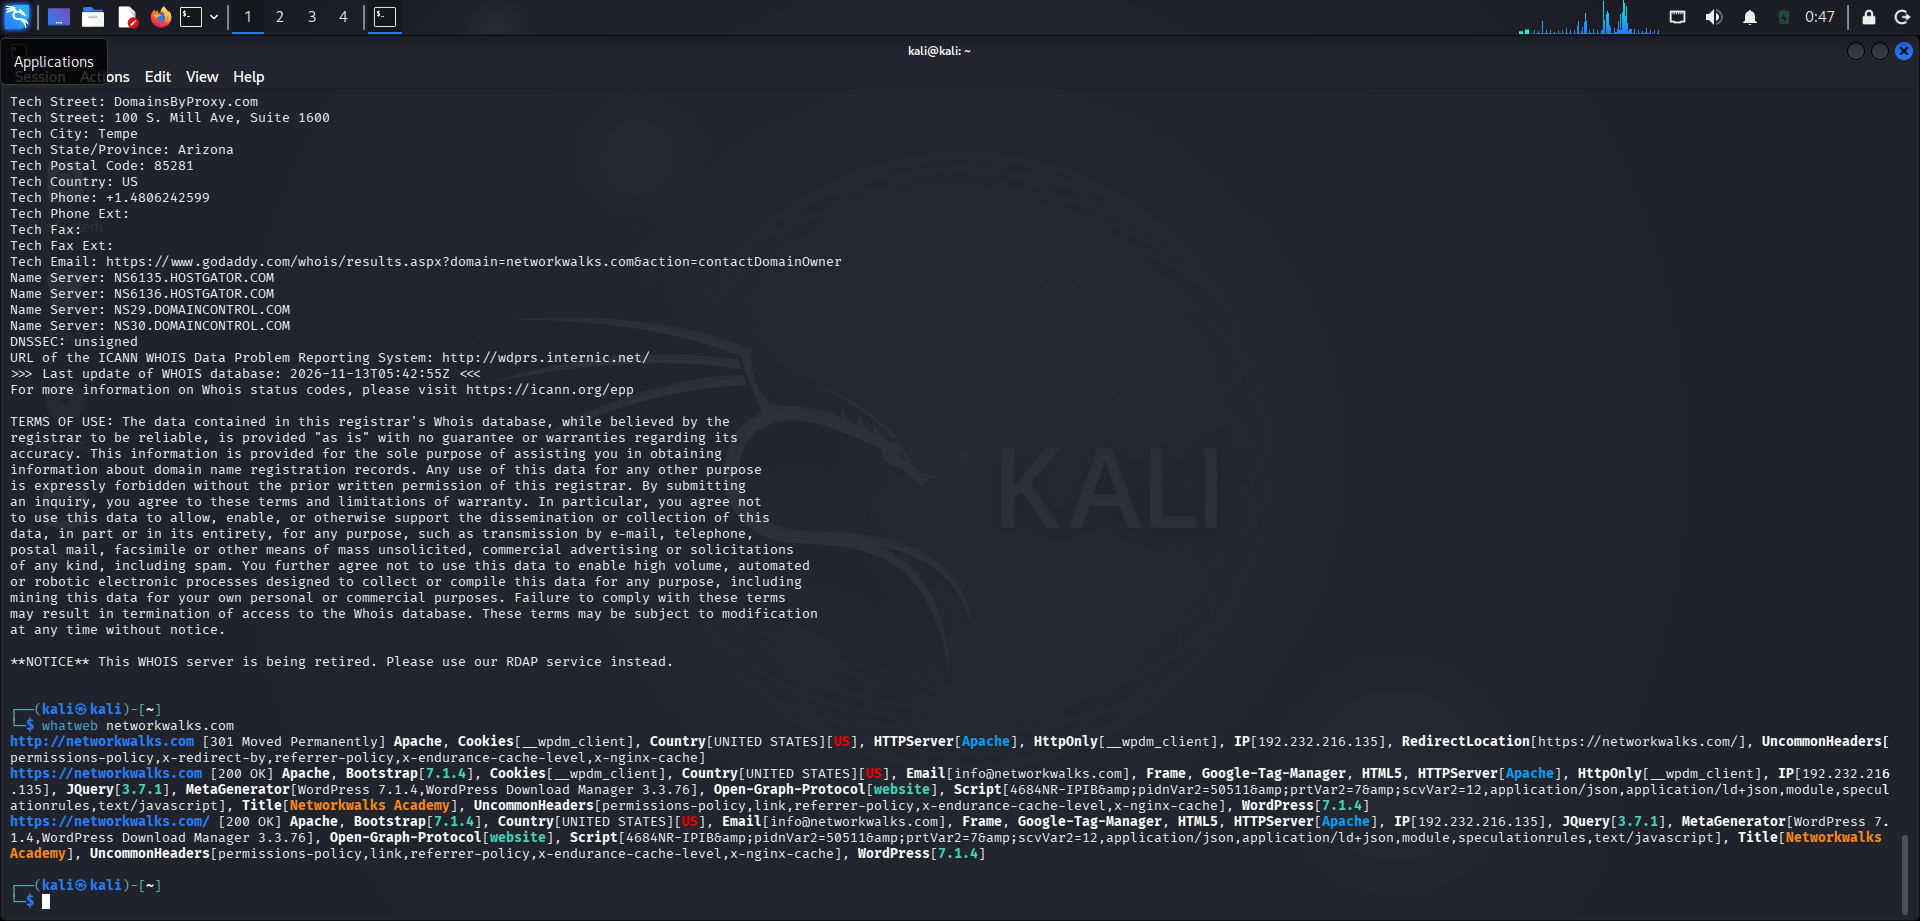 1 2 3 4
0:47
kali@kali: ~
Applications
Session Actions Edit View Help
Tech Street: DomainsByProxy.com
Tech Street: 100 S. Mill Ave, Suite 1600
Tech City: Tempe
Tech State/Province: Arizona
Tech Postal Code: 85281
Tech Country: US
Tech Phone: +1.4806242599
Tech Phone Ext:
Tech Fax:
Tech Fax Ext:
Tech Email: https://www.godaddy.com/whois/results.aspx?domain=networkwalks.com&action=contactDomainOwner
Name Server: NS6135.HOSTGATOR.COM
Name Server: NS6136.HOSTGATOR.COM
Name Server: NS29.DOMAINCONTROL.COM
Name Server: NS30.DOMAINCONTROL.COM
DNSSEC: unsigned
URL of the ICANN WHOIS Data Problem Reporting System: http://wdprs.internic.net/
>>> Last update of WHOIS database: 2026-11-13T05:42:55Z <<<
For more information on Whois status codes, please visit https://icann.org/epp
TERMS OF USE: The data contained in this registrar's Whois database, while believed by the
registrar to be reliable, is provided "as is" with no guarantee or warranties regarding its
accuracy. This information is provided for the sole purpose of assisting you in obtaining
information about domain name registration records. Any use of this data for any other purpose
is expressly forbidden without the prior written permission of this registrar. By submitting
an inquiry, you agree to these terms and limitations of warranty. In particular, you agree not
to use this data to allow, enable, or otherwise support the dissemination or collection of this
data, in part or in its entirety, for any purpose, such as transmission by e-mail, telephone,
postal mail, facsimile or other means of mass unsolicited, commercial advertising or solicitations
of any kind, including spam. You further agree not to use this data to enable high volume, automated
or robotic electronic processes designed to collect or compile this data for any purpose, including
mining this data for your own personal or commercial purposes. Failure to comply with these terms
may result in termination of access to the Whois database. These terms may be subject to modification
at any time without notice.
**NOTICE** This WHOIS server is being retired. Please use our RDAP service instead.
KALI
┌──(kali㉿kali)-[~]
└─$ whatweb networkwalks.com
http://networkwalks.com [301 Moved Permanently] Apache, Cookies[__wpdm_client], Country[UNITED STATES][US], HTTPServer[Apache], HttpOnly[__wpdm_client], IP[192.232.216.135], RedirectLocation[https://networkwalks.com/], UncommonHeaders[
permissions-policy,x-redirect-by,referrer-policy,x-endurance-cache-level,x-nginx-cache]
https://networkwalks.com [200 OK] Apache, Bootstrap[7.1.4], Cookies[__wpdm_client], Country[UNITED STATES][US], Email[info@networkwalks.com], Frame, Google-Tag-Manager, HTML5, HTTPServer[Apache], HttpOnly[__wpdm_client], IP[192.232.216
.135], JQuery[3.7.1], MetaGenerator[WordPress 7.1.4,WordPress Download Manager 3.3.76], Open-Graph-Protocol[website], Script[4684NR-IPIB&amp;pidnVar2=50511&amp;prtVar2=7&amp;scvVar2=12,application/json,application/ld+json,module,specul
ationrules,text/javascript], Title[Networkwalks Academy], UncommonHeaders[permissions-policy,link,referrer-policy,x-endurance-cache-level,x-nginx-cache], WordPress[7.1.4]
https://networkwalks.com/ [200 OK] Apache, Bootstrap[7.1.4], Country[UNITED STATES][US], Email[info@networkwalks.com], Frame, Google-Tag-Manager, HTML5, HTTPServer[Apache], IP[192.232.216.135], JQuery[3.7.1], MetaGenerator[WordPress 7.
1.4,WordPress Download Manager 3.3.76], Open-Graph-Protocol[website], Script[4684NR-IPIB&amp;pidnVar2=50511&amp;prtVar2=7&amp;scvVar2=12,application/json,application/ld+json,module,speculationrules,text/javascript], Title[Networkwalks
Academy], UncommonHeaders[permissions-policy,link,referrer-policy,x-endurance-cache-level,x-nginx-cache], WordPress[7.1.4]
┌──(kali㉿kali)-[~]
└─$